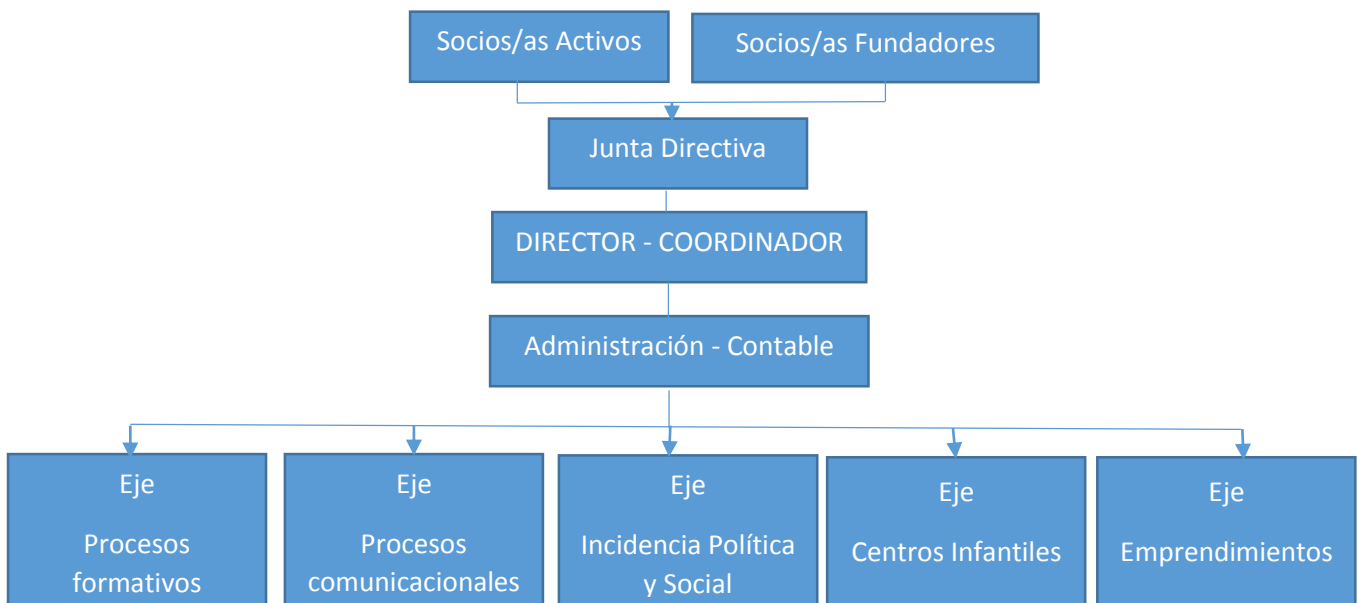 Socios/as Activos
Socios/as Fundadores
Junta Directiva
DIRECTOR - COORDINADOR
Administración - Contable
Eje
Procesos
formativos
Eje
Procesos
comunicacionales
Eje
Incidencia Política
y Social
Eje
Centros Infantiles
Eje
Emprendimientos